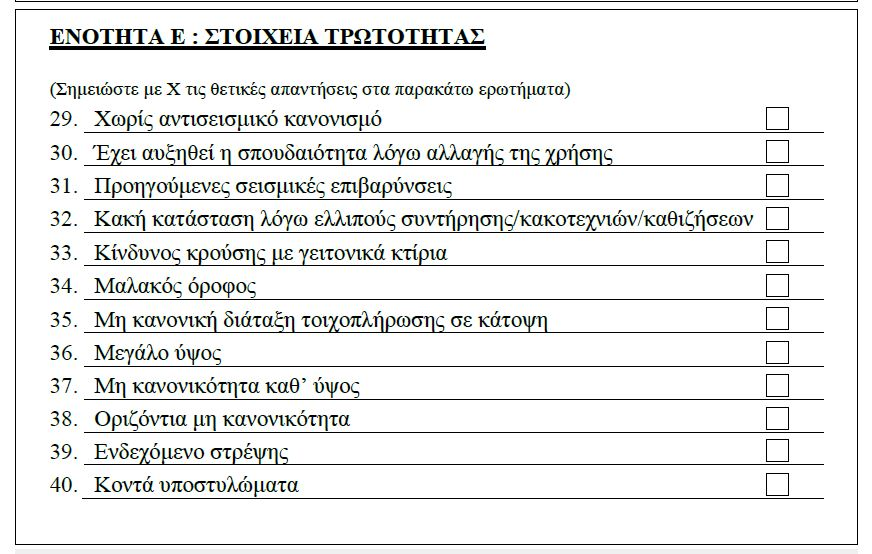 ΕΝΟΤΗΤΑ Ε : ΣΤΟΙΧΕΙΑ ΤΡΩΤΟΤΗΤΑΣ
(Σημειώστε με Χ τις θετικές απαντήσεις στα παρακάτω ερωτήματα)
29. Χωρίς αντισεισμικό κανονισμό
30. Έχει αυξηθεί η σπουδαιότητα λόγω αλλαγής της χρήσης
31. Προηγούμενες σεισμικές επιβαρύνσεις
32. Κακή κατάσταση λόγω ελλιπούς συντήρησης/κακοτεχνιών/καθιζήσεων
33. Κίνδυνος κρούσης με γειτονικά κτίρια
34. Μαλακός όροφος
35. Μη κανονική διάταξη τοιχοπλήρωσης σε κάτοψη
36. Μεγάλο ύψος
37. Μη κανονικότητα καθ’ ύψος
38. Οριζόντια μη κανονικότητα
39. Ενδεχόμενο στρέψης
40. Κοντά υποστυλώματα